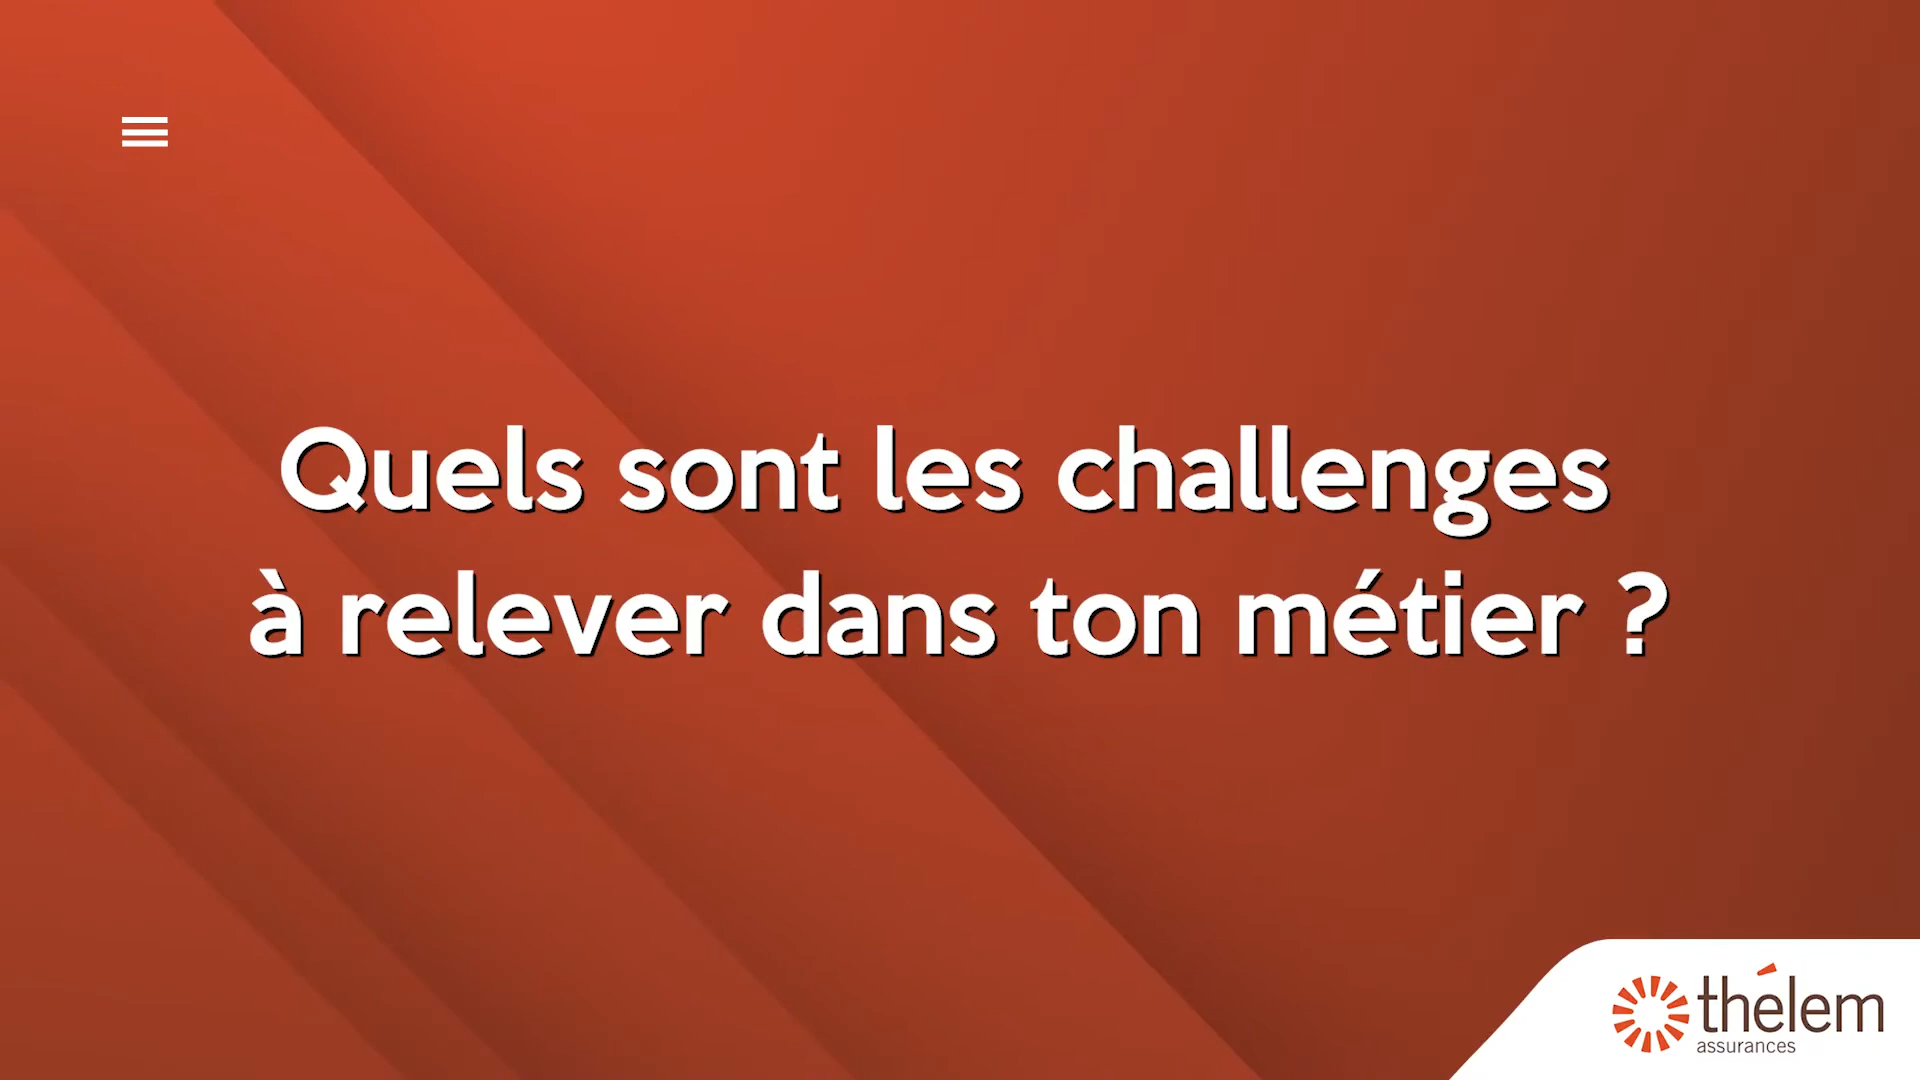 Quels sont les challenges
à relever dans ton métier ?
thélem
assurances